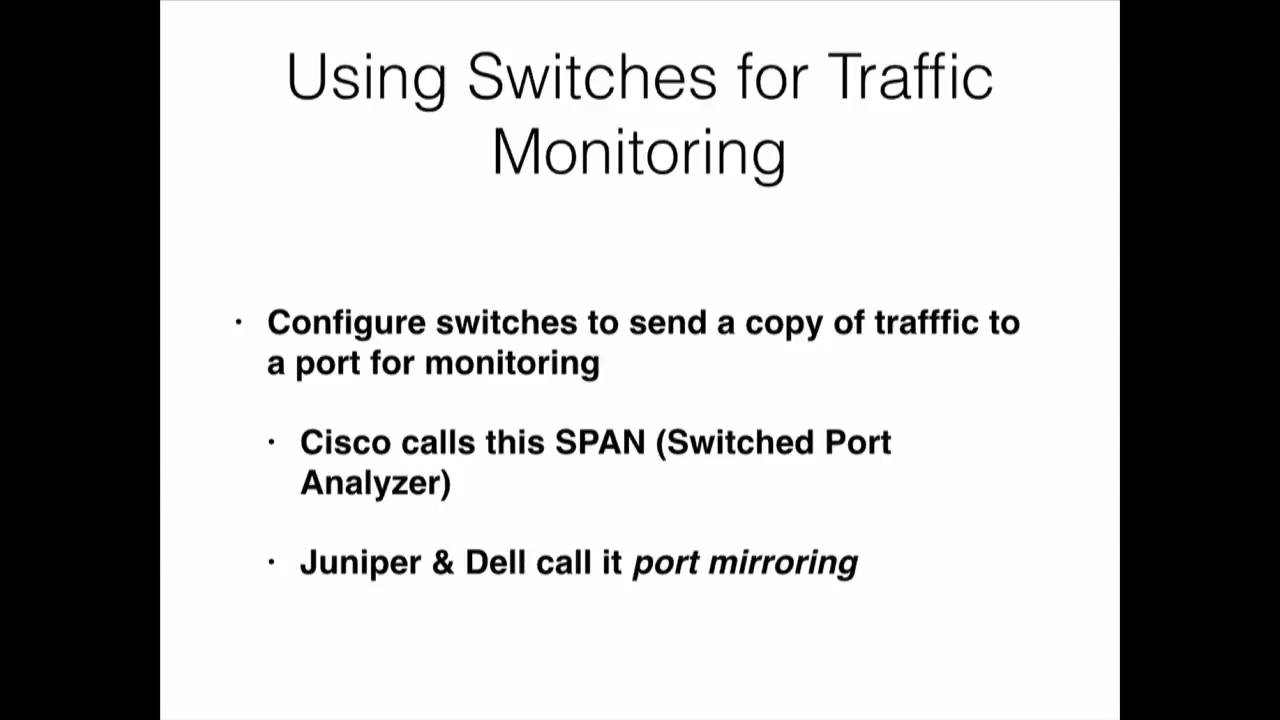 Using Switches for Traffic
Monitoring
• Configure switches to send a copy of trafffic to
a port for monitoring
• Cisco calls this SPAN (Switched Port
Analyzer)
• Juniper & Dell call it port mirroring